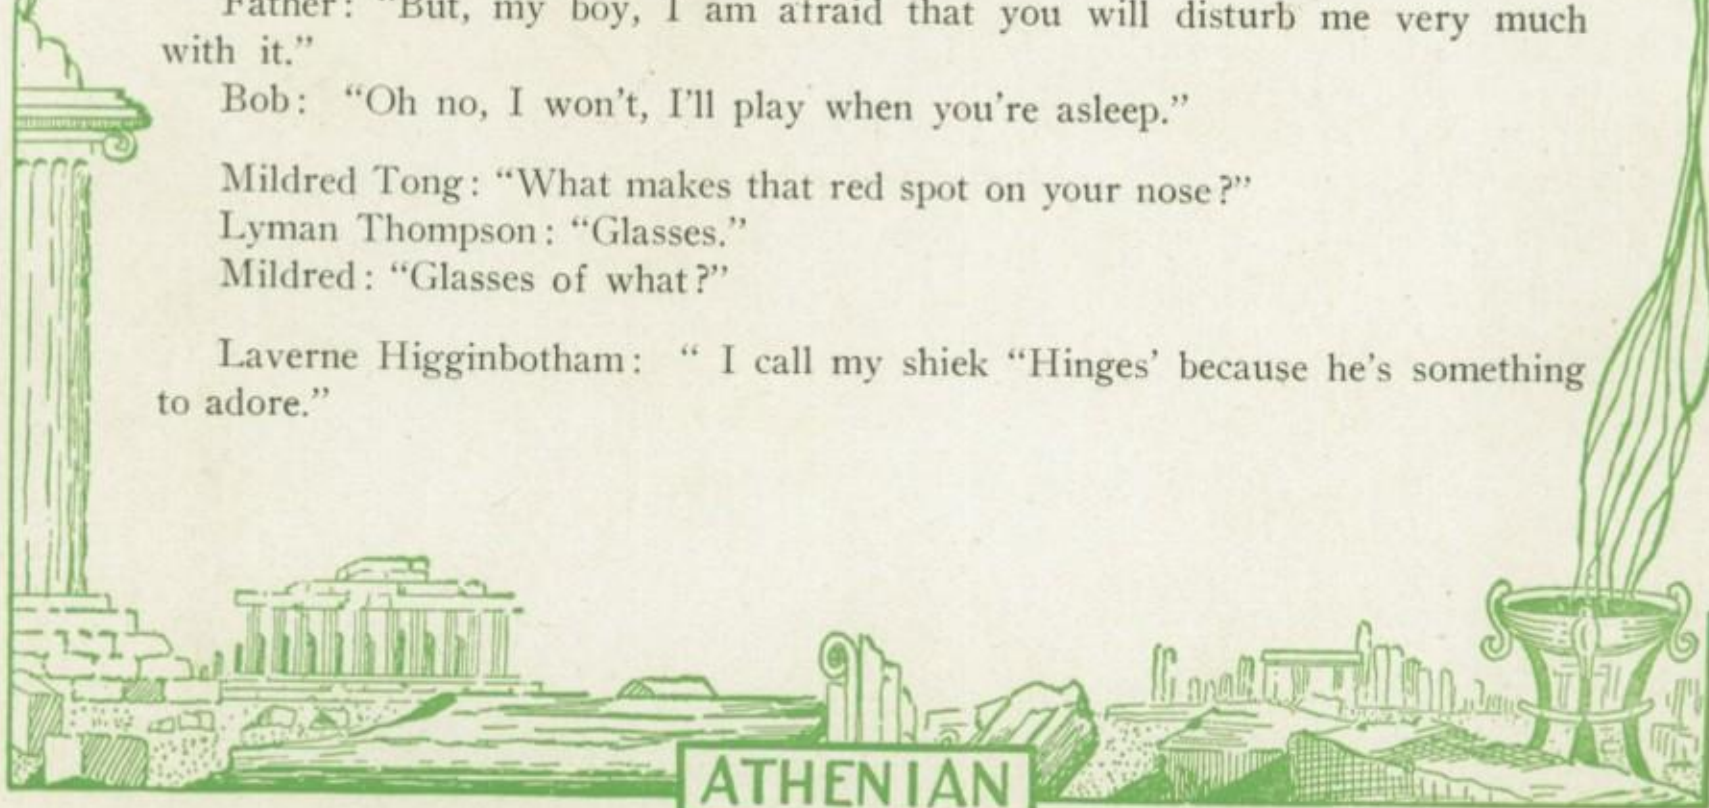 Father: "But, my boy, I am afraid that you will disturb me very much
with it."
Bob: "Oh no, I won't, I'll play when you're asleep."
Mildred Tong: "What makes that red spot on your nose?"
Lyman Thompson: "Glasses."
Mildred: "Glasses of what?"
Laverne Higginbotham: " I call my shiek "Hinges' because he's something
to adore."
ATHENIAN